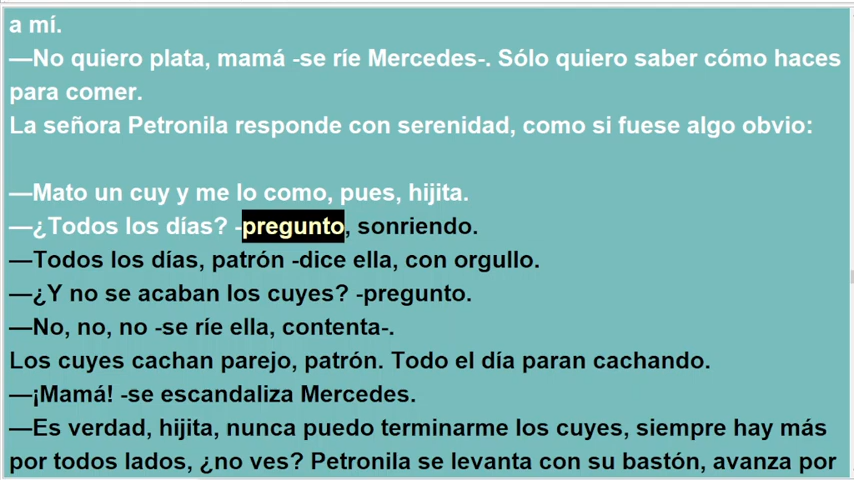 a mí.
—No quiero plata, mamá -se ríe Mercedes-. Sólo quiero saber cómo haces
para comer.
La señora Petronila responde con serenidad, como si fuese algo obvio:
—Mato un cuy y me lo como, pues, hijita.
—¿Todos los días? -pregunto, sonriendo.
—Todos los días, patrón -dice ella, con orgullo.
—¿Y no se acaban los cuyes? -pregunto.
—No, no, no -se ríe ella, contenta-.
Los cuyes cachan parejo, patrón. Todo el día paran cachando.
—¡Mamá! -se escandaliza Mercedes.
—Es verdad, hijita, nunca puedo terminarme los cuyes, siempre hay más
por todos lados, ¿no ves? Petronila se levanta con su bastón, avanza por